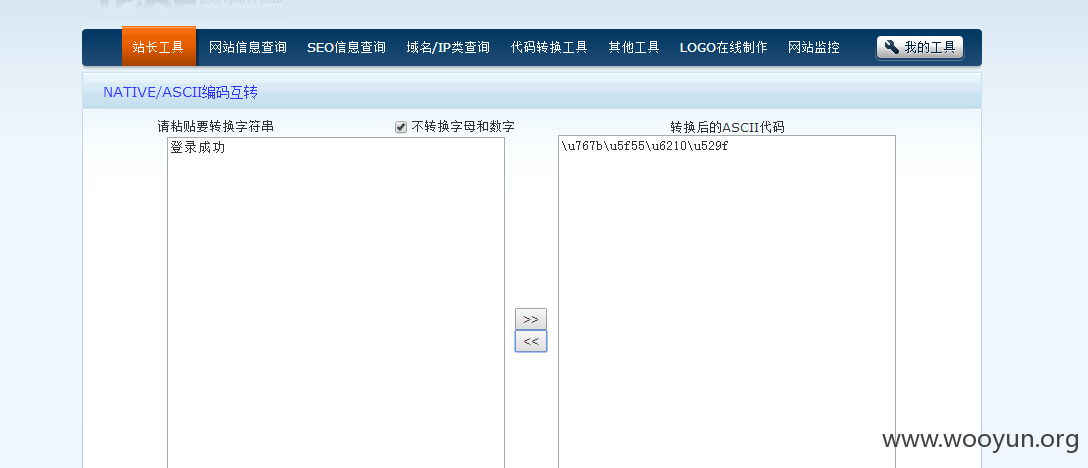 站长工具 网站信息查询 SEO信息查询 域名/IP类查询 代码转换工具 其他工具 LOGO在线制作 网站监控 我的工具
NATIVE/ASCII编码互转
请粘贴要转换字符串 不转换字母和数字 转换后的ASCII代码
登录成功 \u767b\u5f55\u6210\u529f
>>
<<
www.wooyun.org